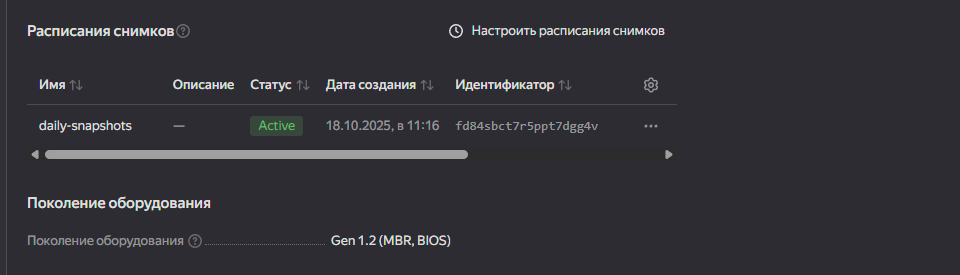 Расписания снимков Настроить расписания снимков
Имя Описание Статус Дата создания Идентификатор
daily-snapshots — Active 18.10.2025, в 11:16 fd84sbct7r5ppt7dgg4v
Поколение оборудования
Поколение оборудования Gen 1.2 (MBR, BIOS)